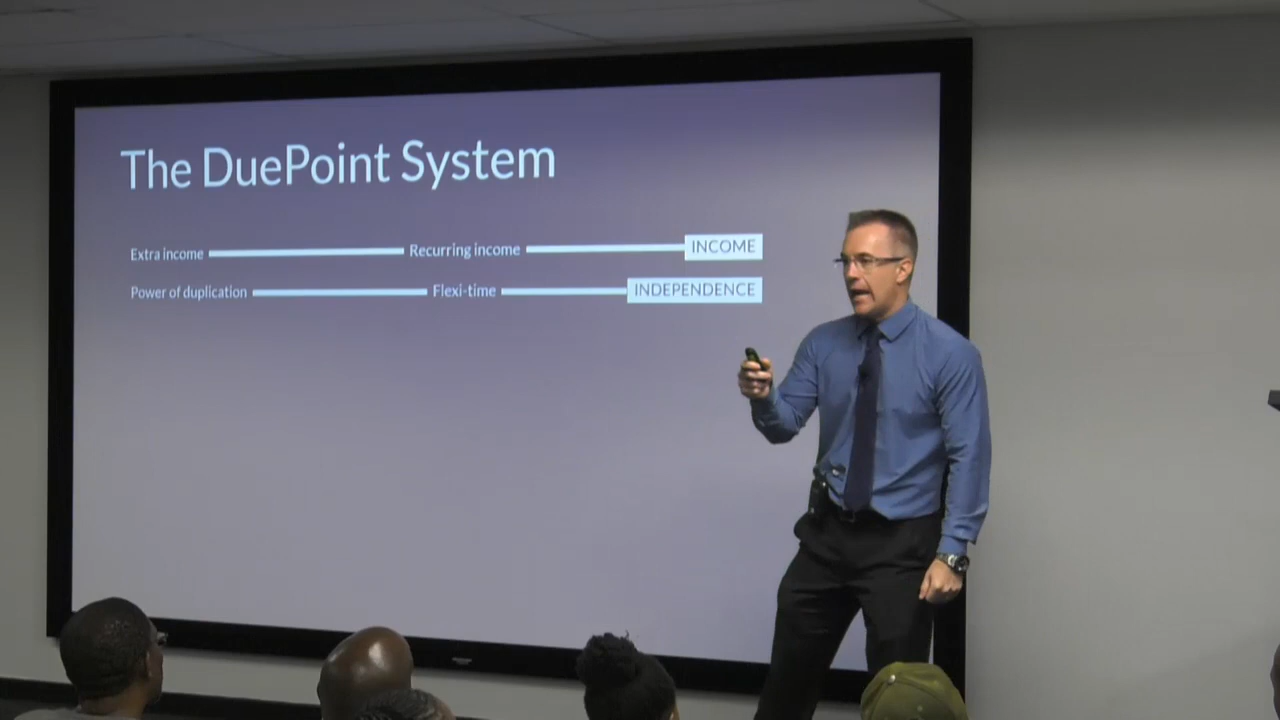 The DuePoint System
Extra income Recurring income INCOME
Power of duplication Flexi-time INDEPENDENCE